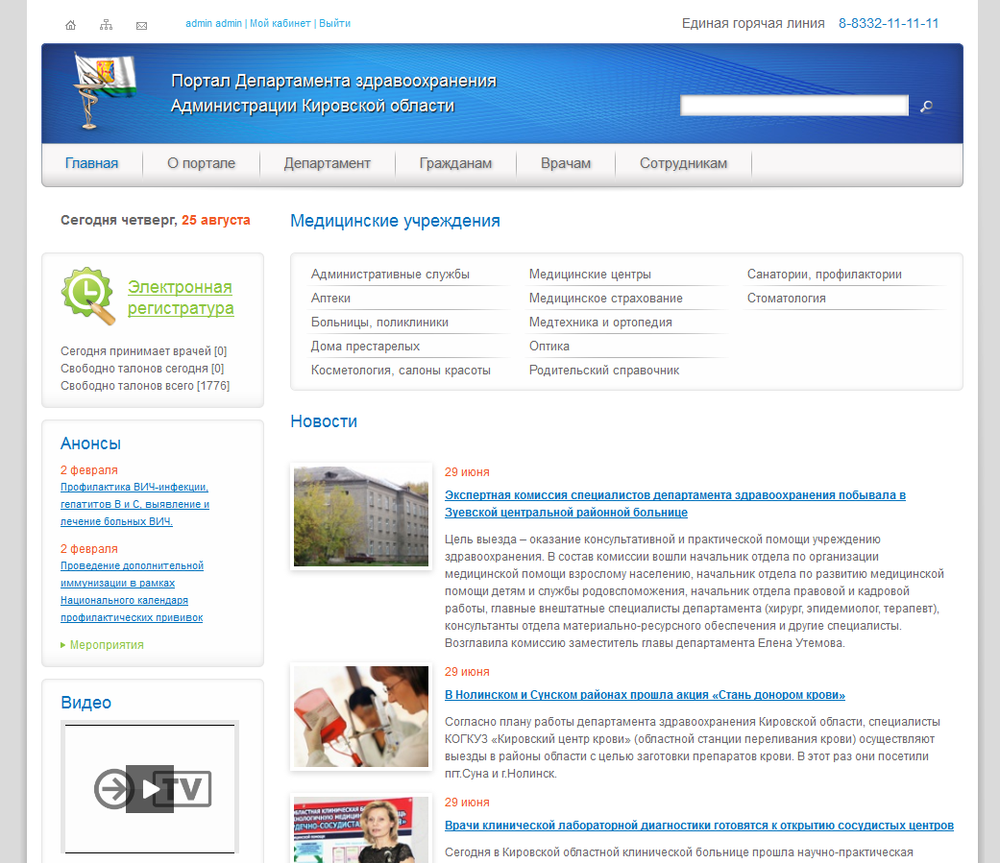 admin admin | Мой кабинет | Выйти
Единая горячая линия 8-8332-11-11-11
Портал Департамента здравоохранения
Администрации Кировской области
Главная
О портале
Департамент
Гражданам
Врачам
Сотрудникам
Сегодня четверг, 25 августа
Электронная
регистратура
Сегодня принимает врачей [0]
Свободно талонов сегодня [0]
Свободно талонов всего [1776]
Анонсы
2 февраля
Профилактика ВИЧ-инфекции,
гепатитов В и С, выявление и
лечение больных ВИЧ.
2 февраля
Проведение дополнительной
иммунизации в рамках
Национального календаря
профилактических прививок
Мероприятия
Видео
TV
Медицинские учреждения
Административные службы
Аптеки
Больницы, поликлиники
Дома престарелых
Косметология, салоны красоты
Медицинские центры
Медицинское страхование
Медтехника и ортопедия
Оптика
Родительский справочник
Санатории, профилактории
Стоматология
Новости
29 июня
Экспертная комиссия специалистов департамента здравоохранения побывала в
Зуевской центральной районной больнице
Цель выезда – оказание консультативной и практической помощи учреждению
здравоохранения. В состав комиссии вошли начальник отдела по организации
медицинской помощи взрослому населению, начальник отдела по развитию медицинской
помощи детям и службы родовспоможения, начальник отдела правовой и кадровой
работы, главные внештатные специалисты департамента (хирург, эпидемиолог, терапевт),
консультанты отдела материально-ресурсного обеспечения и другие специалисты.
Возглавила комиссию заместитель главы департамента Елена Утемова.
29 июня
В Нолинском и Сунском районах прошла акция «Стань донором крови»
Согласно плану работы департамента здравоохранения Кировской области, специалисты
КОГКУЗ «Кировский центр крови» (областной станции переливания крови) осуществляют
выезды в районы области с целью заготовки препаратов крови. В этот раз они посетили
пгт.Суна и г.Нолинск.
29 июня
Врачи клинической лабораторной диагностики готовятся к открытию сосудистых центров
Сегодня в Кировской областной клинической больнице прошла научно-практическая